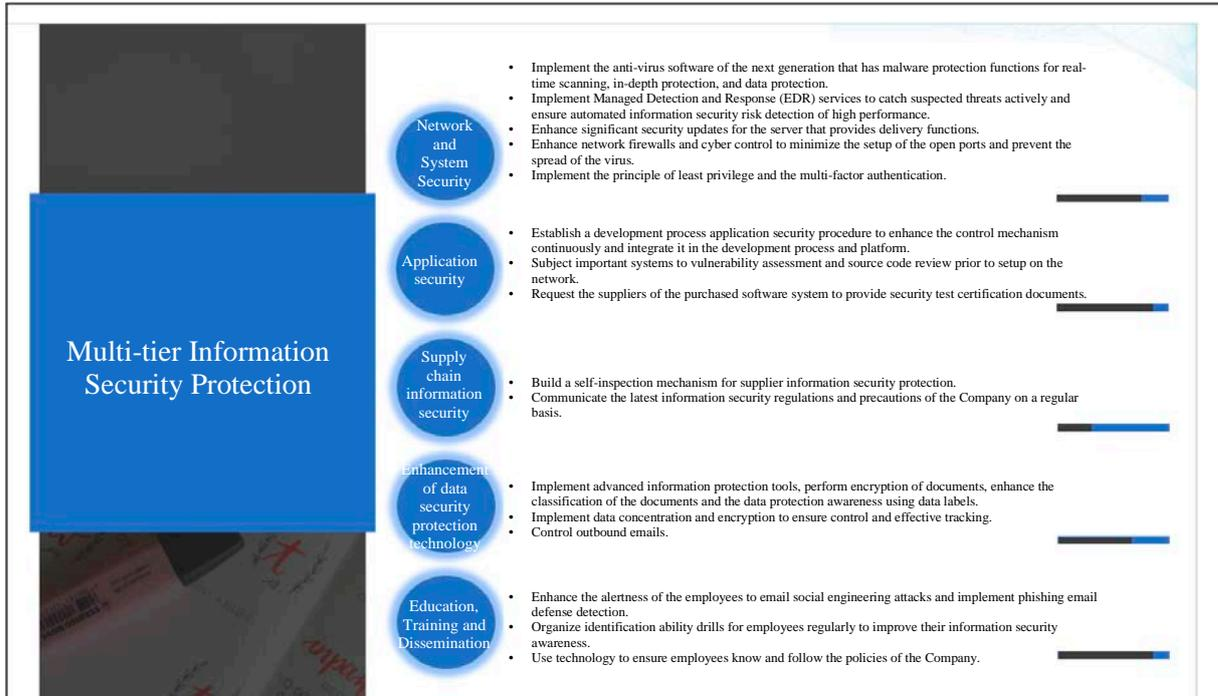 Multi-tier Information
Security Protection
Network
and
System
Security
• Implement the anti-virus software of the next generation that has malware protection functions for real-
time scanning, in-depth protection, and data protection.
• Implement Managed Detection and Response (EDR) services to catch suspected threats actively and
ensure automated information security risk detection of high performance.
• Enhance significant security updates for the server that provides delivery functions.
• Enhance network firewalls and cyber control to minimize the setup of the open ports and prevent the
spread of the virus.
• Implement the principle of least privilege and the multi-factor authentication.
Application
security
• Establish a development process application security procedure to enhance the control mechanism
continuously and integrate it in the development process and platform.
• Subject important systems to vulnerability assessment and source code review prior to setup on the
network.
• Request the suppliers of the purchased software system to provide security test certification documents.
Supply
chain
information
security
• Build a self-inspection mechanism for supplier information security protection.
• Communicate the latest information security regulations and precautions of the Company on a regular
basis.
Enhancement
of data
security
protection
technology
• Implement advanced information protection tools, perform encryption of documents, enhance the
classification of the documents and the data protection awareness using data labels.
• Implement data concentration and encryption to ensure control and effective tracking.
• Control outbound emails.
Education,
Training and
Dissemination
• Enhance the alertness of the employees to email social engineering attacks and implement phishing email
defense detection.
• Organize identification ability drills for employees regularly to improve their information security
awareness.
• Use technology to ensure employees know and follow the policies of the Company.